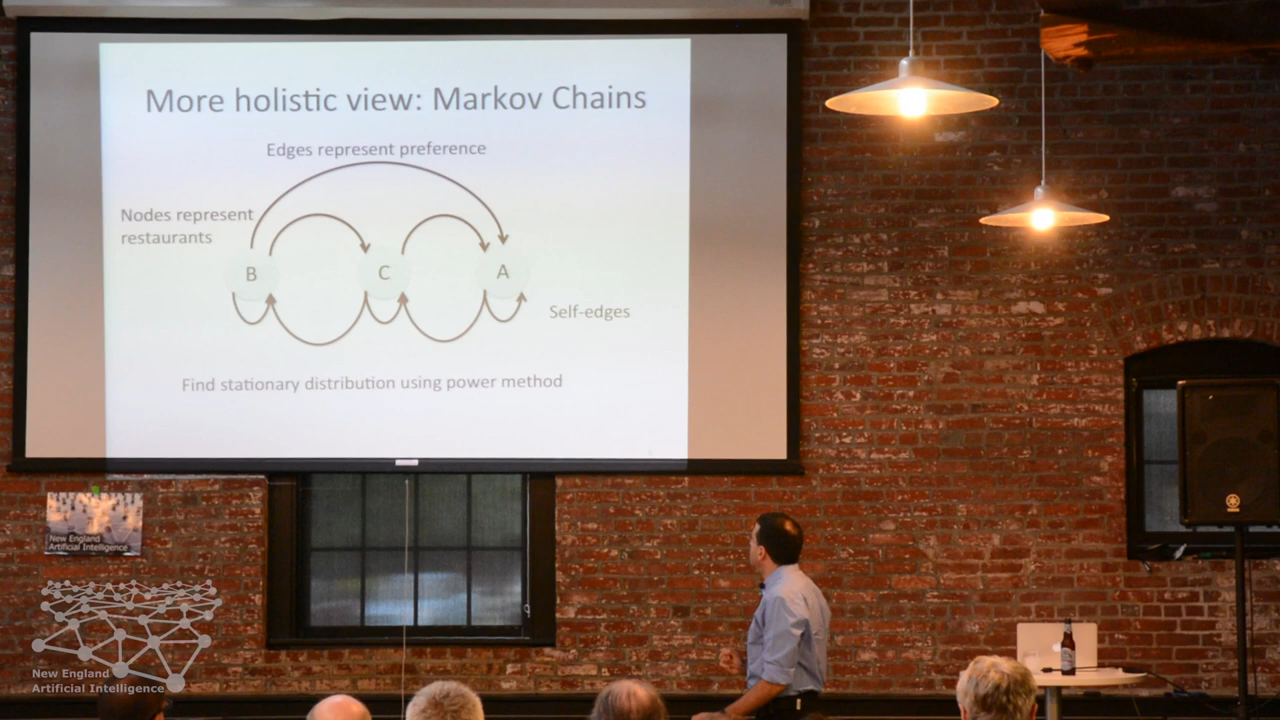 More holistic view: Markov Chains
Edges represent preference
Nodes represent
restaurants
B
C
A
Self-edges
Find stationary distribution using power method
New England
Artificial Intelligence
New England
Artificial Intelligence